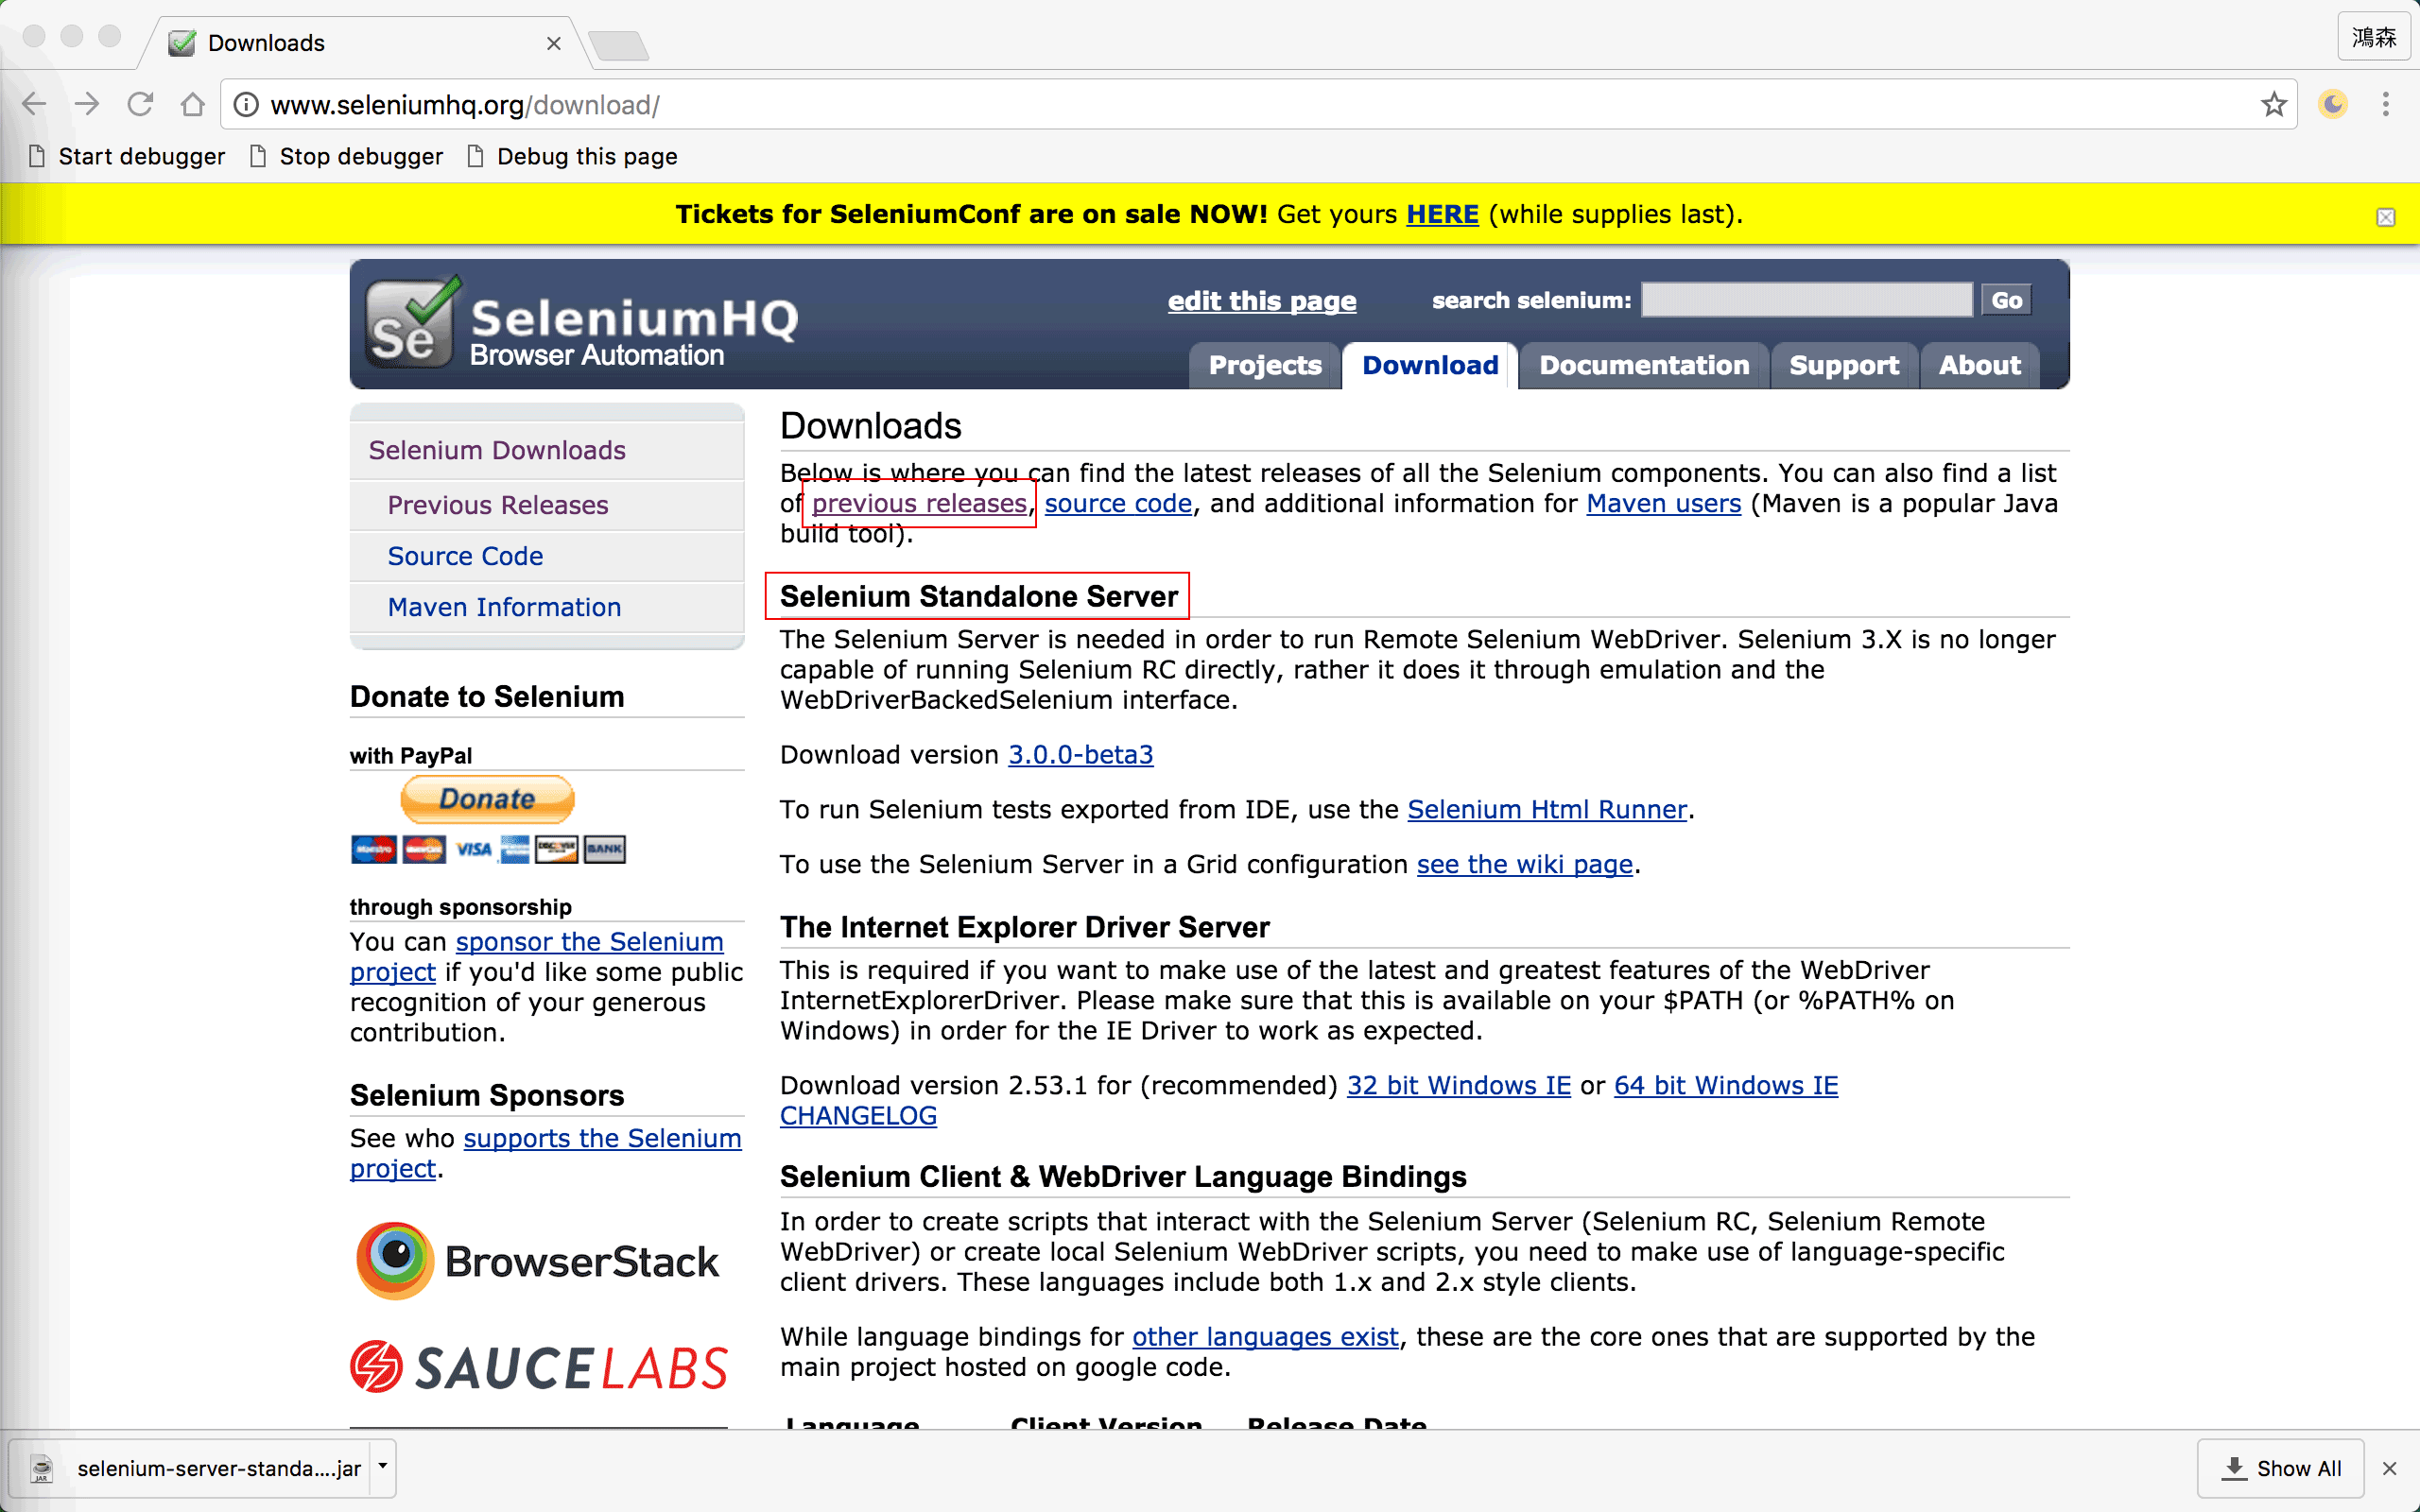 Downloads
鴻森
www.seleniumhq.org/download/
Start debugger Stop debugger Debug this page
Tickets for SeleniumConf are on sale NOW! Get yours HERE (while supplies last).
Se SeleniumHQ
Browser Automation
edit this page search selenium: Go
Projects Download Documentation Support About
Selenium Downloads
Previous Releases
Source Code
Maven Information
Donate to Selenium
with PayPal
Donate
Maestro MasterCard VISA DISCOVER BANK
through sponsorship
You can sponsor the Selenium
project if you'd like some public
recognition of your generous
contribution.
Selenium Sponsors
See who supports the Selenium
project.
BrowserStack
SAUCELABS
Downloads
Below is where you can find the latest releases of all the Selenium components. You can also find a list
of previous releases, source code, and additional information for Maven users (Maven is a popular Java
build tool).
Selenium Standalone Server
The Selenium Server is needed in order to run Remote Selenium WebDriver. Selenium 3.X is no longer
capable of running Selenium RC directly, rather it does it through emulation and the
WebDriverBackedSelenium interface.
Download version 3.0.0-beta3
To run Selenium tests exported from IDE, use the Selenium Html Runner.
To use the Selenium Server in a Grid configuration see the wiki page.
The Internet Explorer Driver Server
This is required if you want to make use of the latest and greatest features of the WebDriver
InternetExplorerDriver. Please make sure that this is available on your $PATH (or %PATH% on
Windows) in order for the IE Driver to work as expected.
Download version 2.53.1 for (recommended) 32 bit Windows IE or 64 bit Windows IE
CHANGELOG
Selenium Client & WebDriver Language Bindings
In order to create scripts that interact with the Selenium Server (Selenium RC, Selenium Remote
WebDriver) or create local Selenium WebDriver scripts, you need to make use of language-specific
client drivers. These languages include both 1.x and 2.x style clients.
While language bindings for other languages exist, these are the core ones that are supported by the
main project hosted on google code.
Language Client Version Release Date
JAR selenium-server-standa....jar
Show All